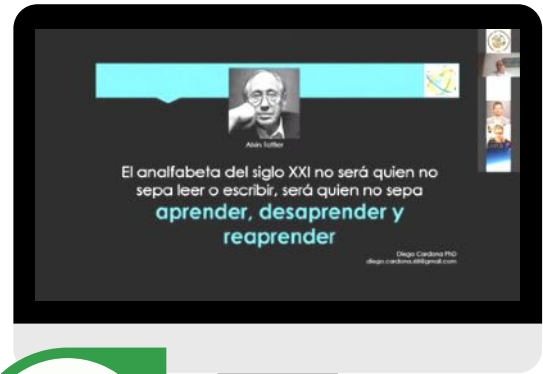 Alvin Toffler
El analfabeta del siglo XXI no será quien no
sepa leer o escribir, será quien no sepa
aprender, desaprender y
reaprender
Diego Cardona PhD